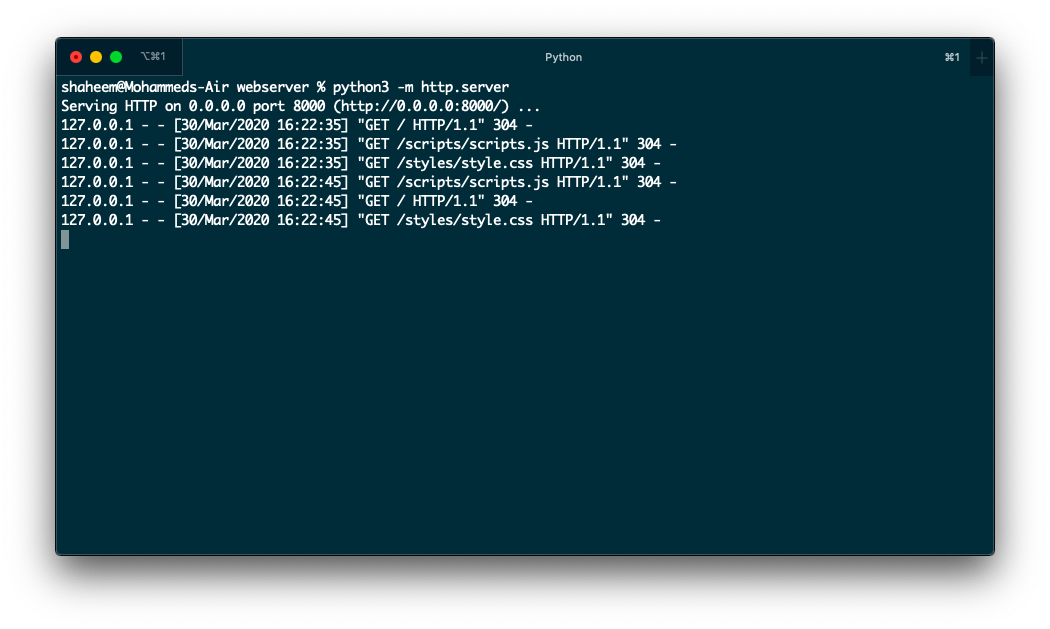 ⌥⌘1 Python ⌘1 +
shaheem@Mohammeds-Air webserver % python3 -m http.server
Serving HTTP on 0.0.0.0 port 8000 (http://0.0.0.0:8000/) ...
127.0.0.1 - - [30/Mar/2020 16:22:35] "GET / HTTP/1.1" 304 -
127.0.0.1 - - [30/Mar/2020 16:22:35] "GET /scripts/scripts.js HTTP/1.1" 304 -
127.0.0.1 - - [30/Mar/2020 16:22:35] "GET /styles/style.css HTTP/1.1" 304 -
127.0.0.1 - - [30/Mar/2020 16:22:45] "GET /scripts/scripts.js HTTP/1.1" 304 -
127.0.0.1 - - [30/Mar/2020 16:22:45] "GET / HTTP/1.1" 304 -
127.0.0.1 - - [30/Mar/2020 16:22:45] "GET /styles/style.css HTTP/1.1" 304 -